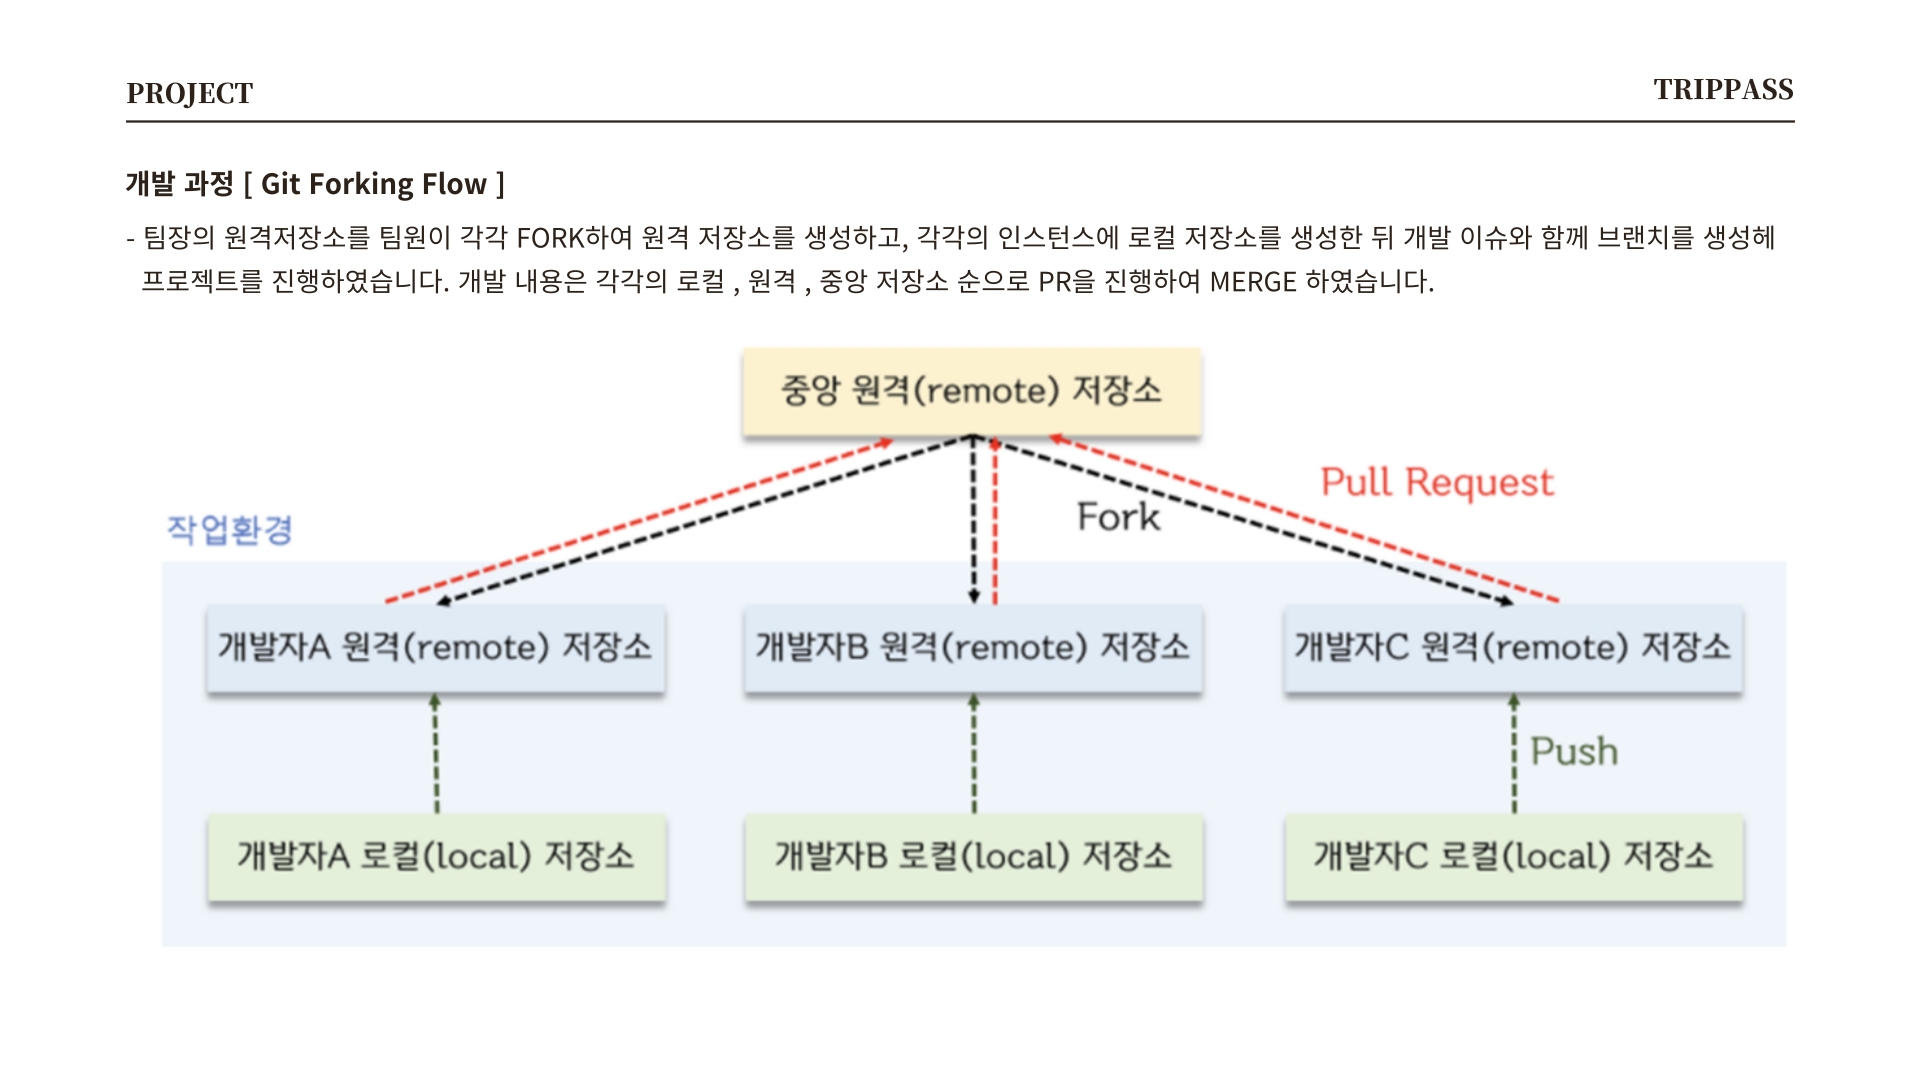 PROJECT
TRIPPASS
개발 과정 [ Git Forking Flow ]
- 팀장의 원격저장소를 팀원이 각각 FORK하여 원격 저장소를 생성하고, 각각의 인스턴스에 로컬 저장소를 생성한 뒤 개발 이슈와 함께 브랜치를 생성헤
프로젝트를 진행하였습니다. 개발 내용은 각각의 로컬 , 원격 , 중앙 저장소 순으로 PR을 진행하여 MERGE 하였습니다.
중앙 원격(remote) 저장소
Pull Request
Fork
작업환경
개발자A 원격(remote) 저장소
개발자B 원격(remote) 저장소
개발자C 원격(remote) 저장소
Push
개발자A 로컬(local) 저장소
개발자B 로컬(local) 저장소
개발자C 로컬(local) 저장소